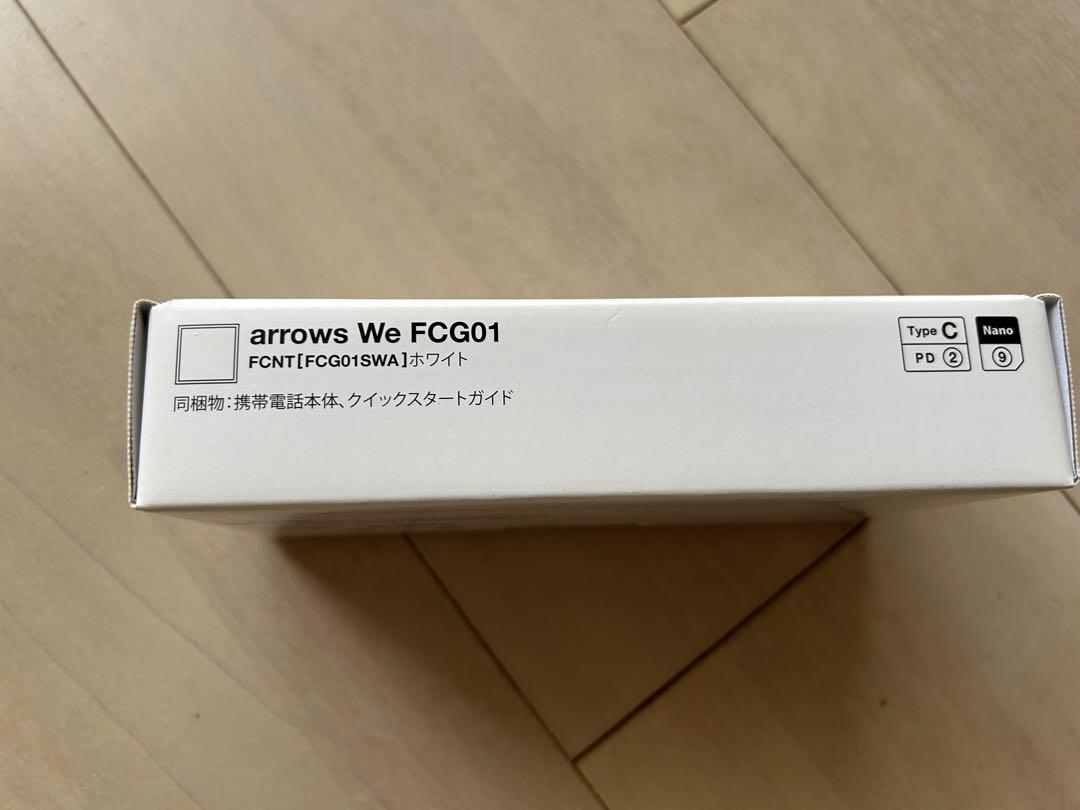 arrows We FCG01
FCNT[FCG01SWA]ホワイト
同梱物:携帯電話本体、クイックスタートガイド
Type C
PD ②
Nano
⑨